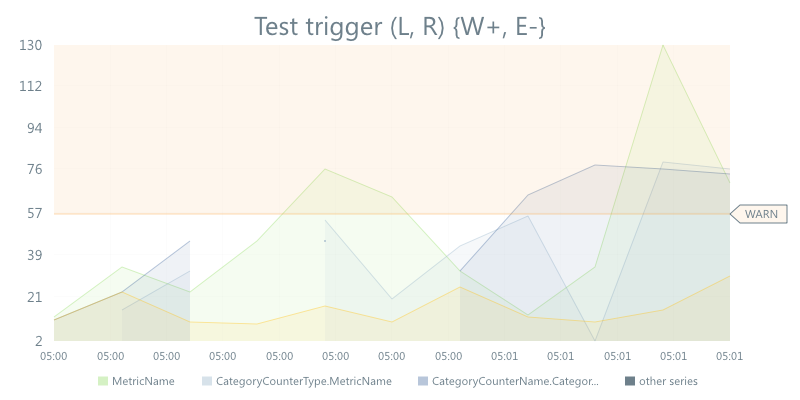 Test trigger (L, R) {W+, E-}
130
112
94
76
57
39
21
2
WARN
05:00 05:00 05:00 05:00 05:00 05:00 05:00 05:00 05:01 05:01 05:01 05:01 05:01
MetricName CategoryCounterType.MetricName CategoryCounterName.Categor... other series